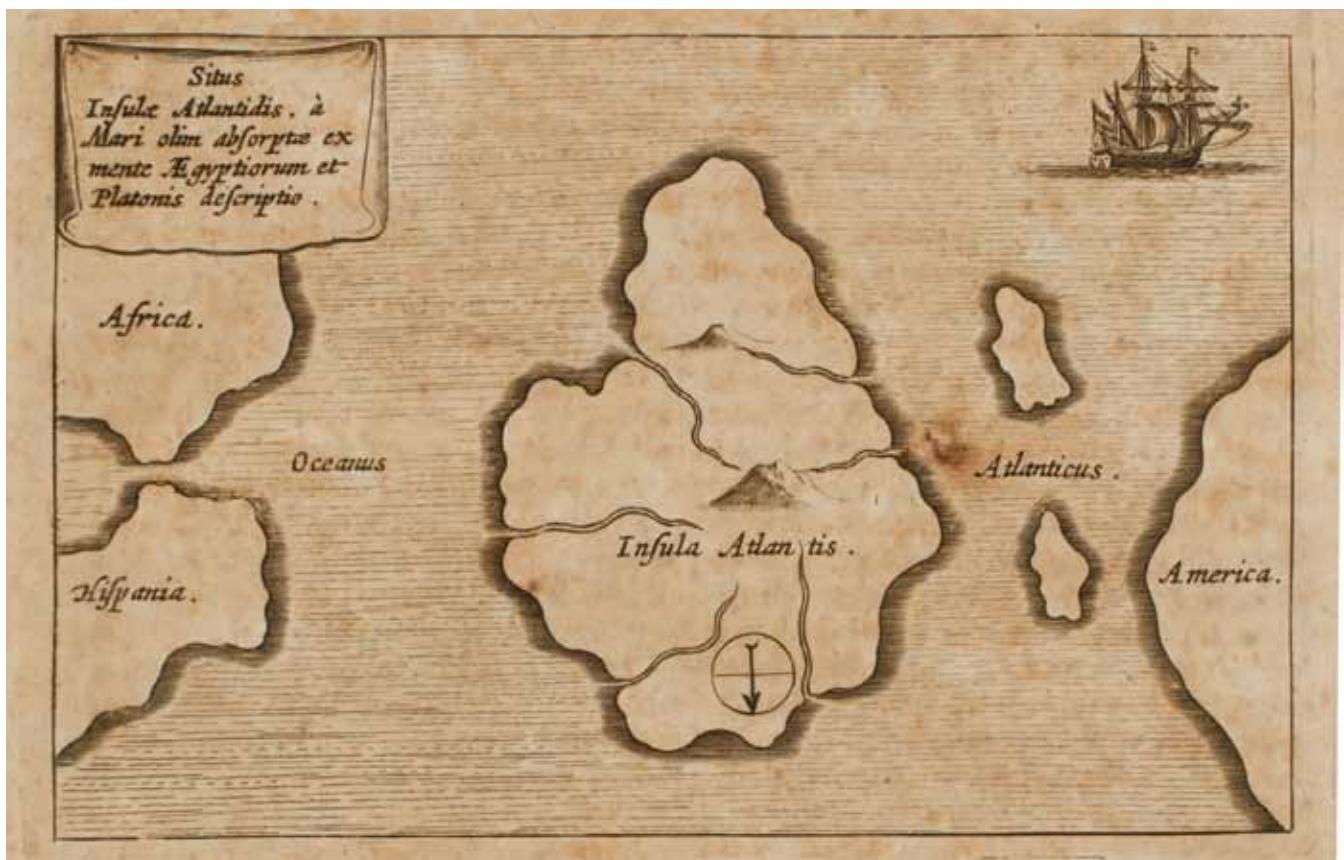 Situs
Inſulæ Atlantidis, à
Mari olim abſorptæ ex
mente Ægyptiorum et
Platonis deſcriptio.
Africa.
Oceanus
Atlanticus.
Inſula Atlantis.
Hiſpania.
America.